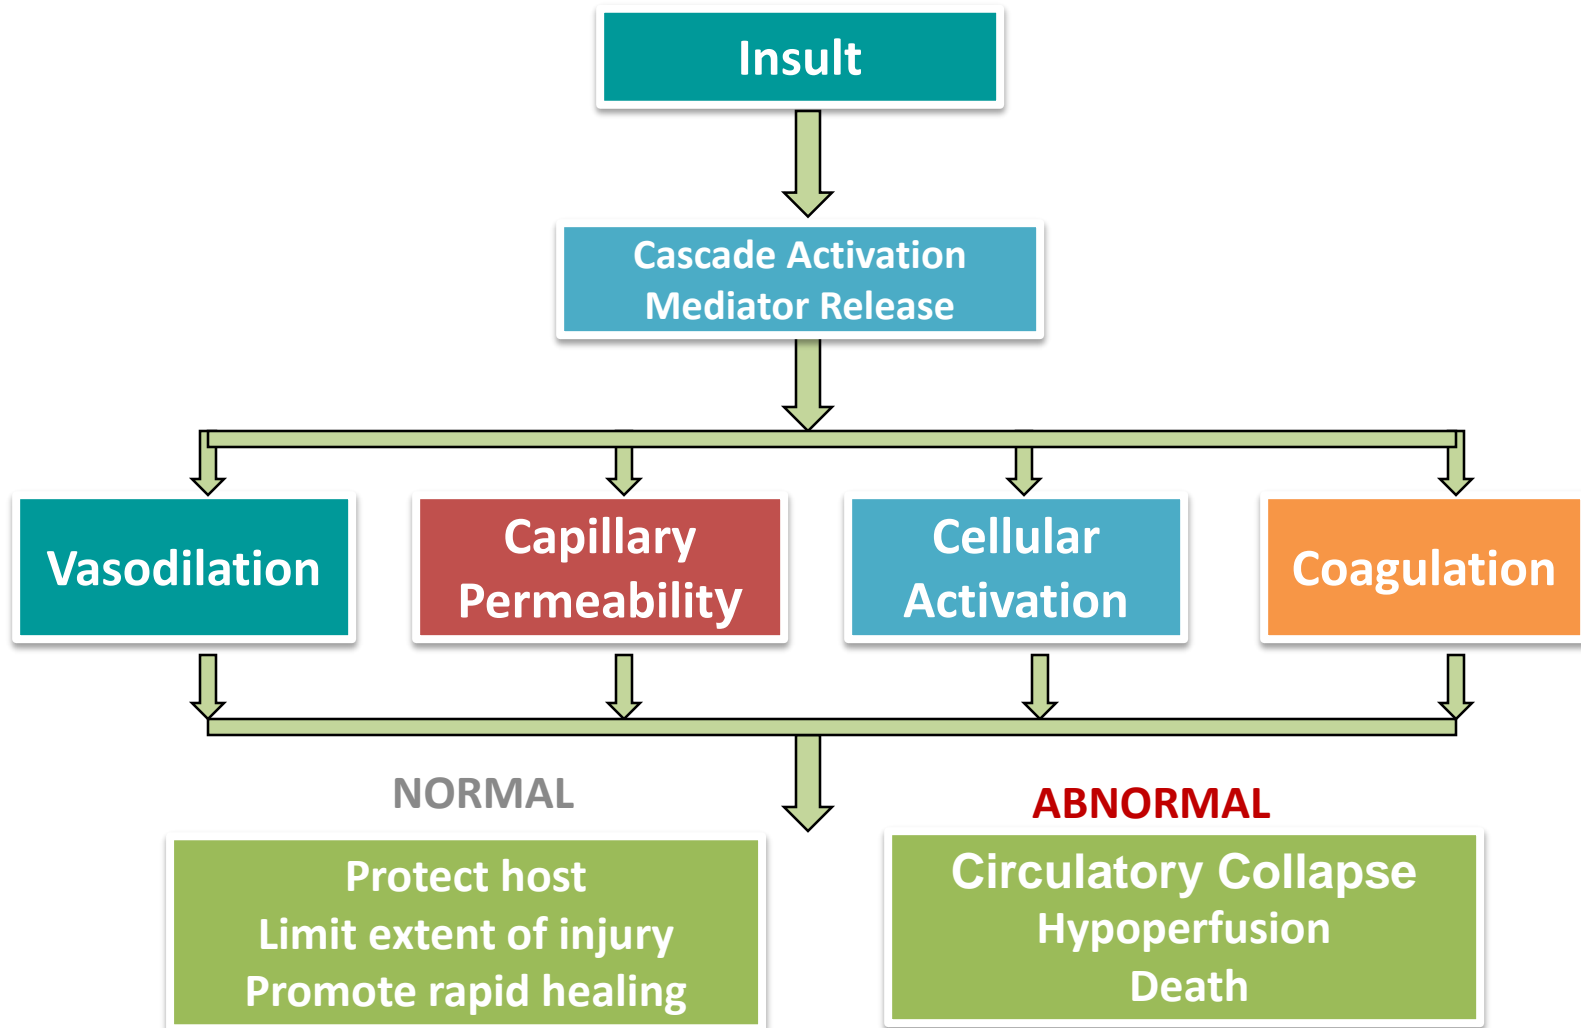 Insult
Cascade Activation
Mediator Release
Vasodilation
Capillary
Permeability
Cellular
Activation
Coagulation
NORMAL
Protect host
Limit extent of injury
Promote rapid healing
ABNORMAL
Circulatory Collapse
Hypoperfusion
Death